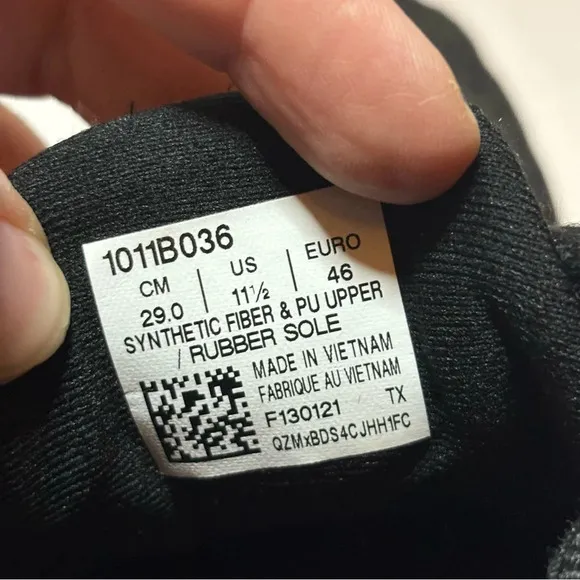 1011B036
CM | US | EURO
29.0 | 11½ | 46
SYNTHETIC FIBER & PU UPPER
/ RUBBER SOLE
MADE IN VIETNAM
FABRIQUE AU VIETNAM
F130121 TX
QZMxBDS4CJHH1FC